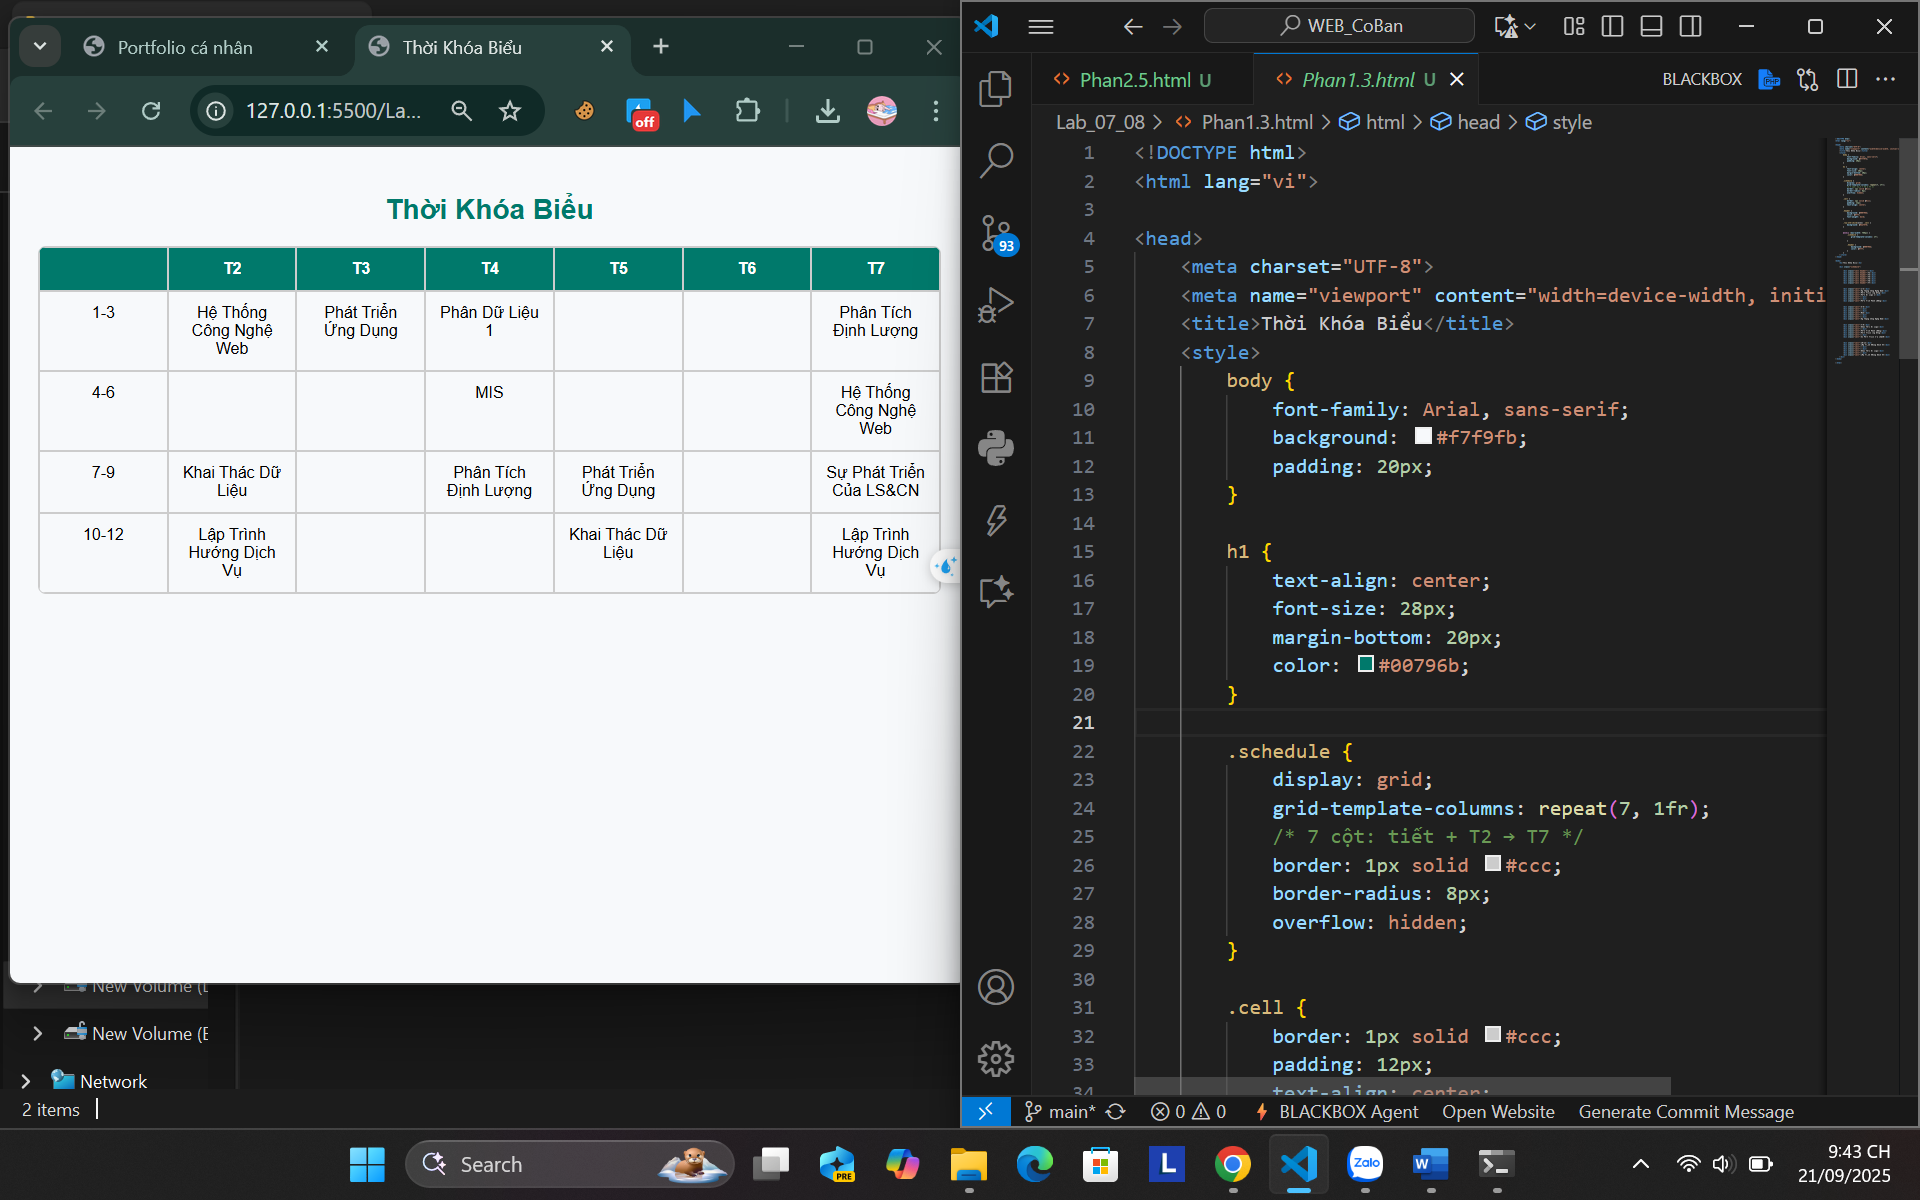 Portfolio cá nhân
Thời Khóa Biểu
127.0.0.1:5500/La...
off
Thời Khóa Biểu
T2 T3 T4 T5 T6 T7
1-3 Hệ Thống Công Nghệ Web Phát Triển Ứng Dụng Phân Dữ Liệu 1 Phân Tích Định Lượng
4-6 MIS Hệ Thống Công Nghệ Web
7-9 Khai Thác Dữ Liệu Phân Tích Định Lượng Phát Triển Ứng Dụng Sự Phát Triển Của LS&CN
10-12 Lập Trình Hướng Dịch Vụ Khai Thác Dữ Liệu Lập Trình Hướng Dịch Vụ
New Volume (
New Volume (E
Network
2 items
WEB_CoBan
Phan2.5.html U
Phan1.3.html U
BLACKBOX
PHP
Lab_07_08 > Phan1.3.html > html > head > style
93
1 <!DOCTYPE html>
2 <html lang="vi">
3
4 <head>
5 <meta charset="UTF-8">
6 <meta name="viewport" content="width=device-width, initi
7 <title>Thời Khóa Biểu</title>
8 <style>
9 body {
10 font-family: Arial, sans-serif;
11 background: #f7f9fb;
12 padding: 20px;
13 }
14
15 h1 {
16 text-align: center;
17 font-size: 28px;
18 margin-bottom: 20px;
19 color: #00796b;
20 }
21
22 .schedule {
23 display: grid;
24 grid-template-columns: repeat(7, 1fr);
25 /* 7 cột: tiết + T2 → T7 */
26 border: 1px solid #ccc;
27 border-radius: 8px;
28 overflow: hidden;
29 }
30
31 .cell {
32 border: 1px solid #ccc;
33 padding: 12px;
34 text-align: center;
main* 0 0 BLACKBOX Agent Open Website Generate Commit Message
Search
PRE
L
Zalo
W
9:43 CH
21/09/2025